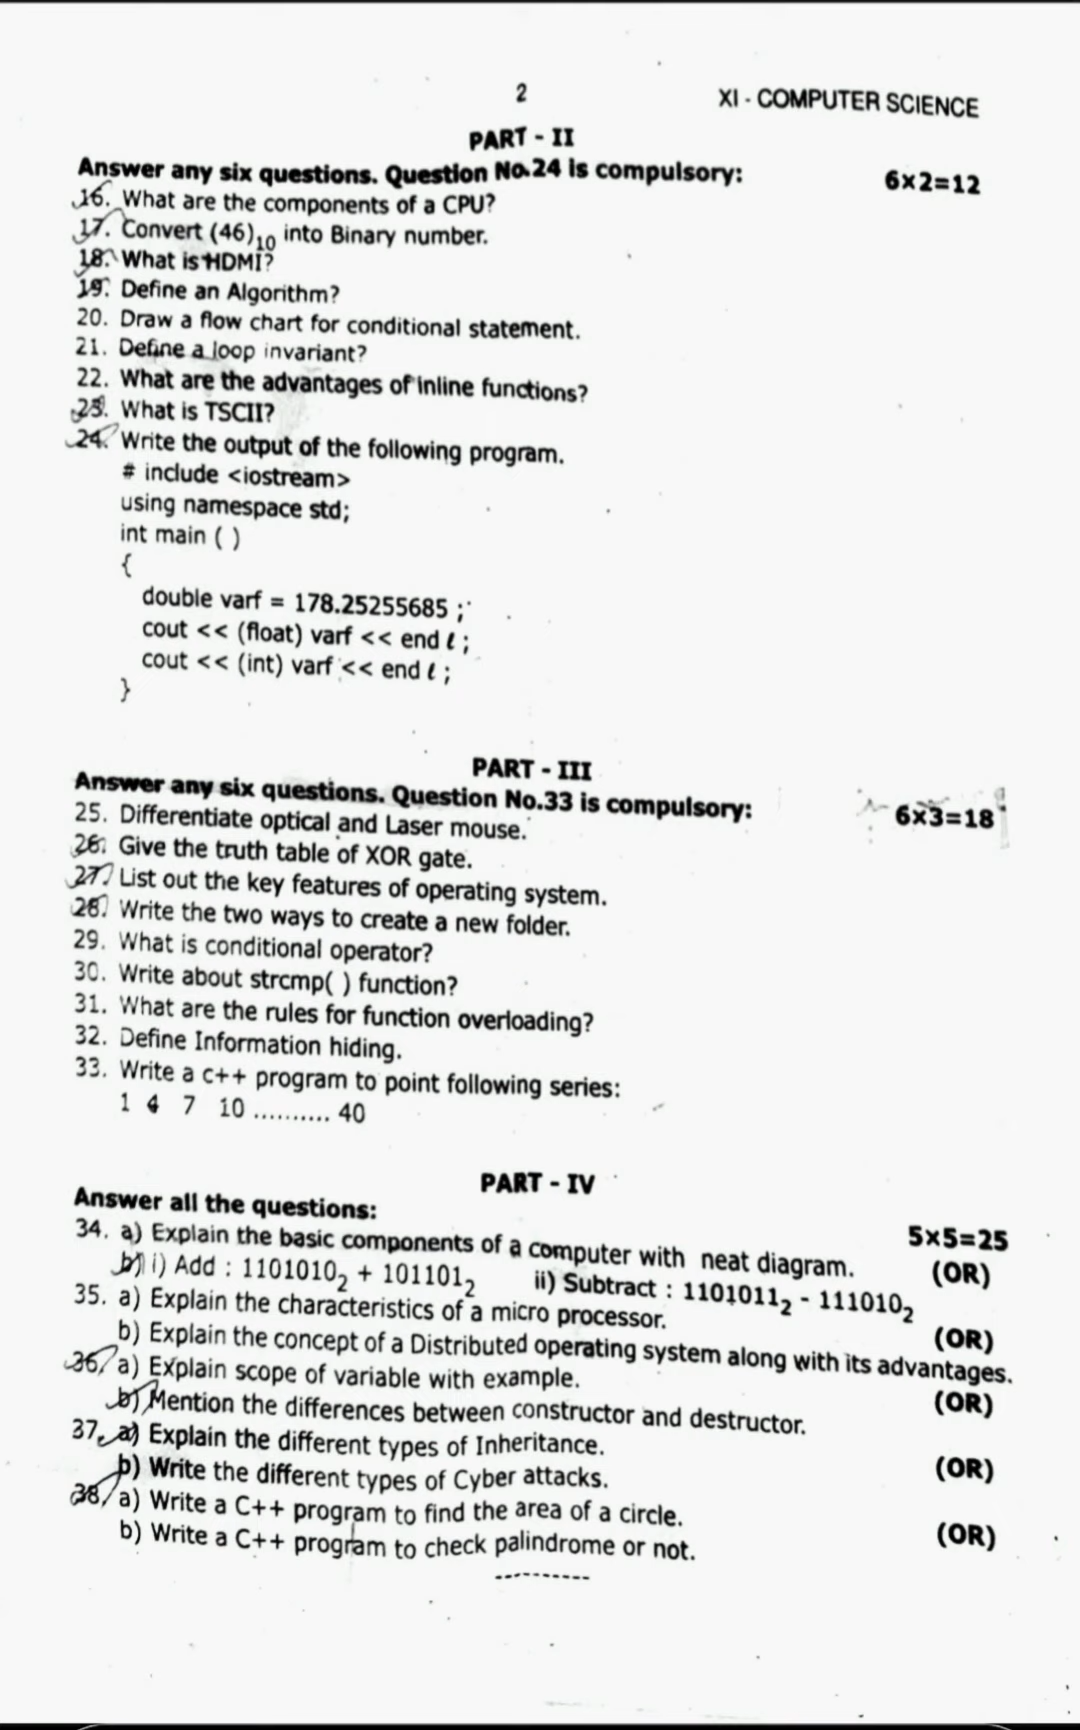 2
XI - COMPUTER SCIENCE
PART - II
Answer any six questions. Question No.24 is compulsory: 6×2=12
16. What are the components of a CPU?
17. Convert (46)₁₀ into Binary number.
18. What is HDMI?
19. Define an Algorithm?
20. Draw a flow chart for conditional statement.
21. Define a loop invariant?
22. What are the advantages of inline functions?
23. What is TSCII?
24. Write the output of the following program.
# include <iostream>
using namespace std;
int main ( )
{
double varf = 178.25255685 ;
cout << (float) varf << end l ;
cout << (int) varf << end l ;
}
PART - III
Answer any six questions. Question No.33 is compulsory: 6×3=18
25. Differentiate optical and Laser mouse.
26. Give the truth table of XOR gate.
27. List out the key features of operating system.
28. Write the two ways to create a new folder.
29. What is conditional operator?
30. Write about strcmp( ) function?
31. What are the rules for function overloading?
32. Define Information hiding.
33. Write a c++ program to point following series:
1 4 7 10 .......... 40
PART - IV
Answer all the questions: 5×5=25
34. a) Explain the basic components of a computer with neat diagram. (OR)
b) i) Add : 1101010₂ + 101101₂ ii) Subtract : 1101011₂ - 111010₂
35. a) Explain the characteristics of a micro processor. (OR)
b) Explain the concept of a Distributed operating system along with its advantages.
36. a) Explain scope of variable with example. (OR)
b) Mention the differences between constructor and destructor.
37. a) Explain the different types of Inheritance. (OR)
b) Write the different types of Cyber attacks.
38. a) Write a C++ program to find the area of a circle. (OR)
b) Write a C++ program to check palindrome or not.
----------